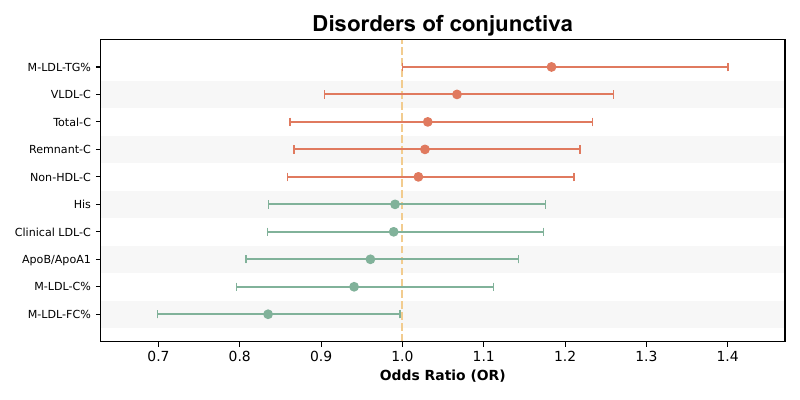 Disorders of conjunctiva
M-LDL-TG%
VLDL-C
Total-C
Remnant-C
Non-HDL-C
His
Clinical LDL-C
ApoB/ApoA1
M-LDL-C%
M-LDL-FC%
0.7 0.8 0.9 1.0 1.1 1.2 1.3 1.4
Odds Ratio (OR)